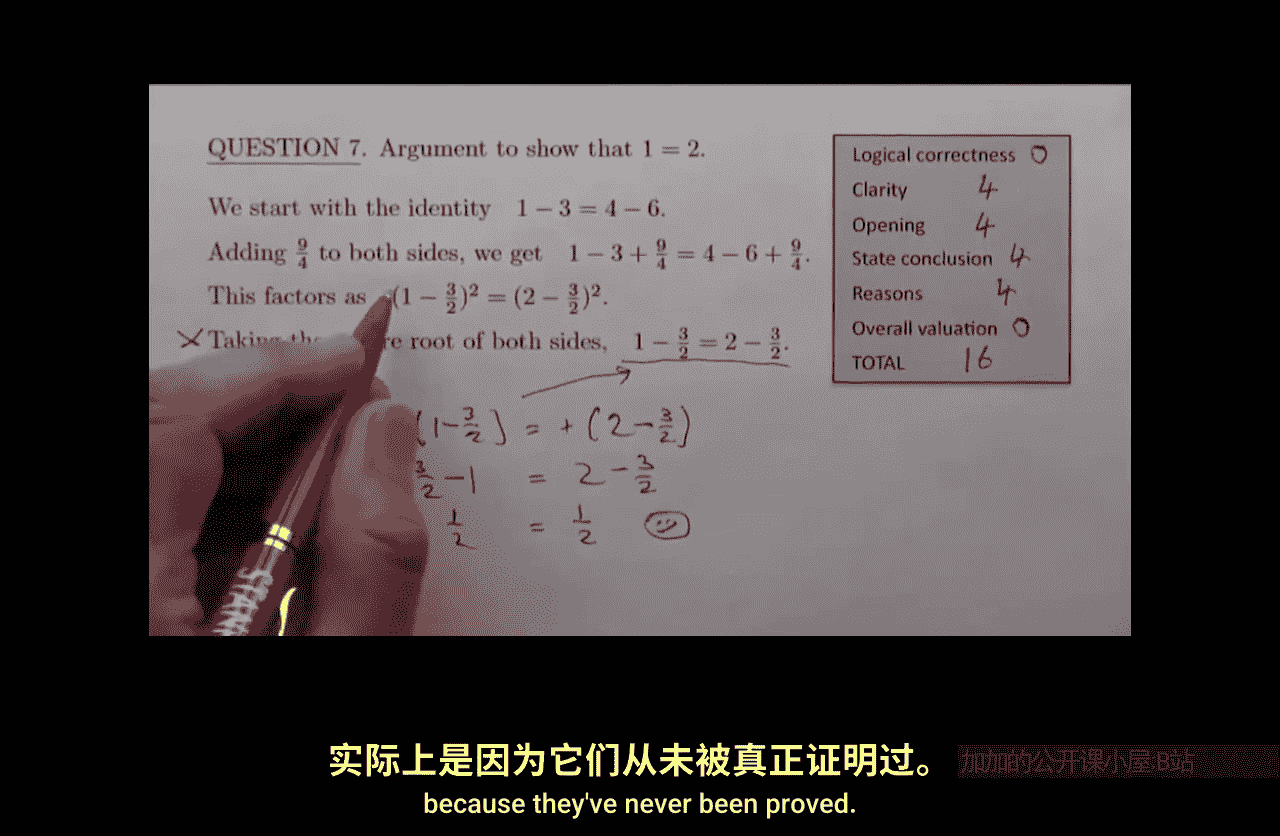 QUESTION 7. Argument to show that 1 = 2.
We start with the identity 1 − 3 = 4 − 6.
Adding 9/4 to both sides, we get 1 − 3 + 9/4 = 4 − 6 + 9/4.
This factors as (1 − 3/2)² = (2 − 3/2)².
✗ Taking the re root of both sides, 1 − 3/2 = 2 − 3/2.
(1 − 3/2) = + (2 − 3/2)
3/2 − 1 = 2 − 3/2
1/2 = 1/2
Logical correctness 0
Clarity 4
Opening 4
State conclusion 4
Reasons 4
Overall valuation 0
TOTAL 16
实际上是因为它们从未被真正证明过。
加加的公开课小屋:B站
because they've never been proved.